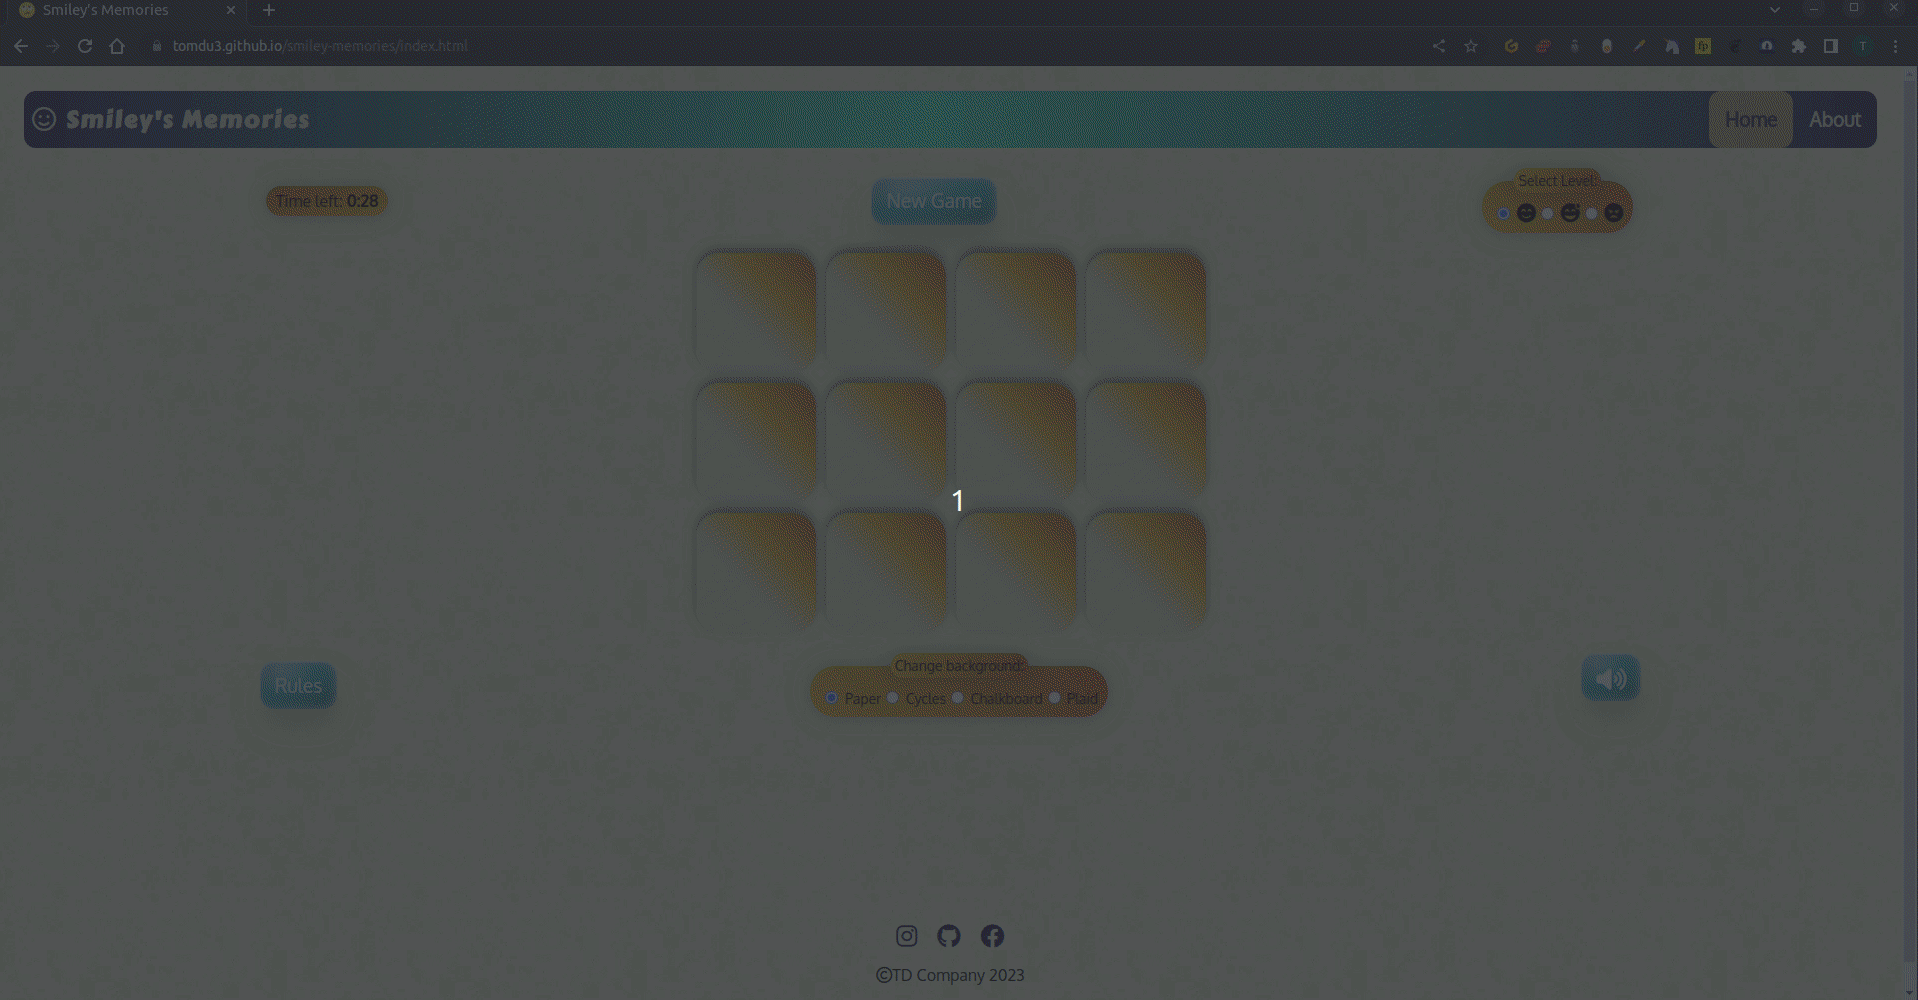 Smiley's Memories
tomdu3.github.io/smiley-memories/index.html
Smiley's Memories
Home
About
Time left: 0:28
New Game
Select Level:
1
Rules
Change background:
Paper Cycles Chalkboard Plaid
©TD Company 2023